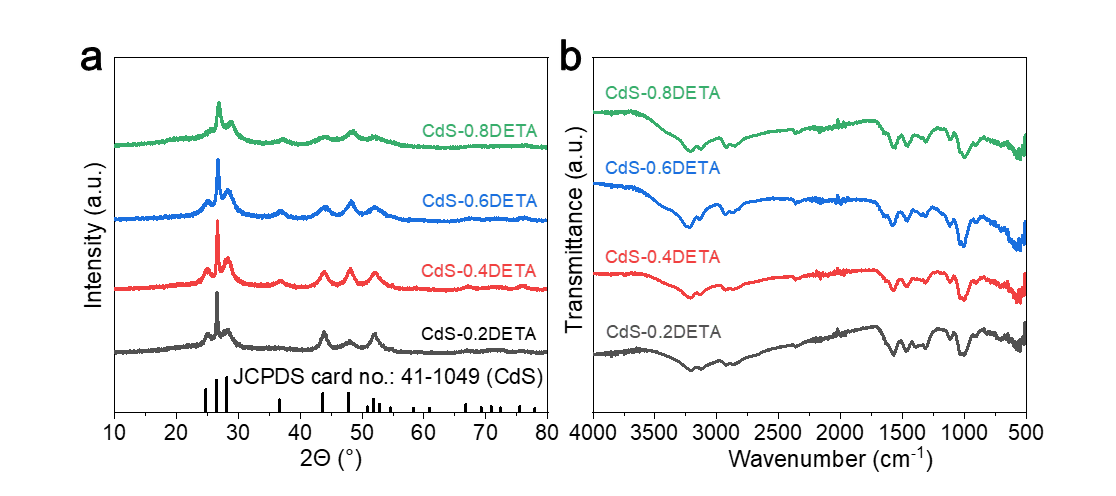 a
CdS-0.8DETA
CdS-0.6DETA
CdS-0.4DETA
CdS-0.2DETA
JCPDS card no.: 41-1049 (CdS)
Intensity (a.u.)
10 20 30 40 50 60 70 80
2Θ (°)
b
CdS-0.8DETA
CdS-0.6DETA
CdS-0.4DETA
CdS-0.2DETA
Transmittance (a.u.)
4000 3500 3000 2500 2000 1500 1000 500
Wavenumber (cm⁻¹)